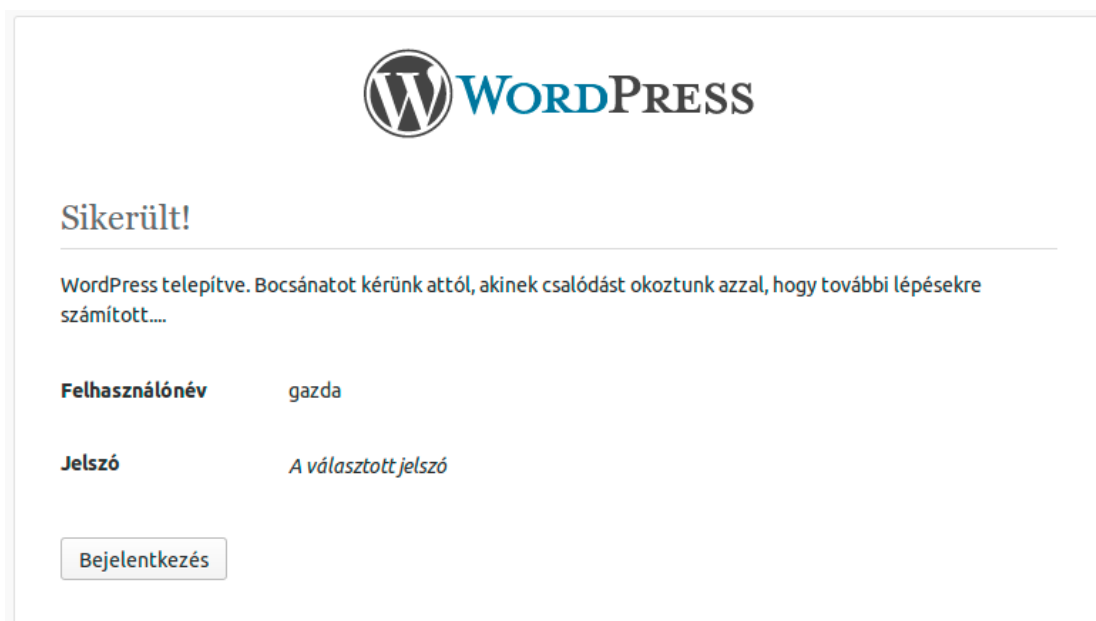 WORDPRESS
Sikerült!
WordPress telepítve. Bocsánatot kérünk attól, akinek csalódást okoztunk azzal, hogy további lépésekre
számított....
Felhasználónév gazda
Jelszó A választott jelszó
Bejelentkezés